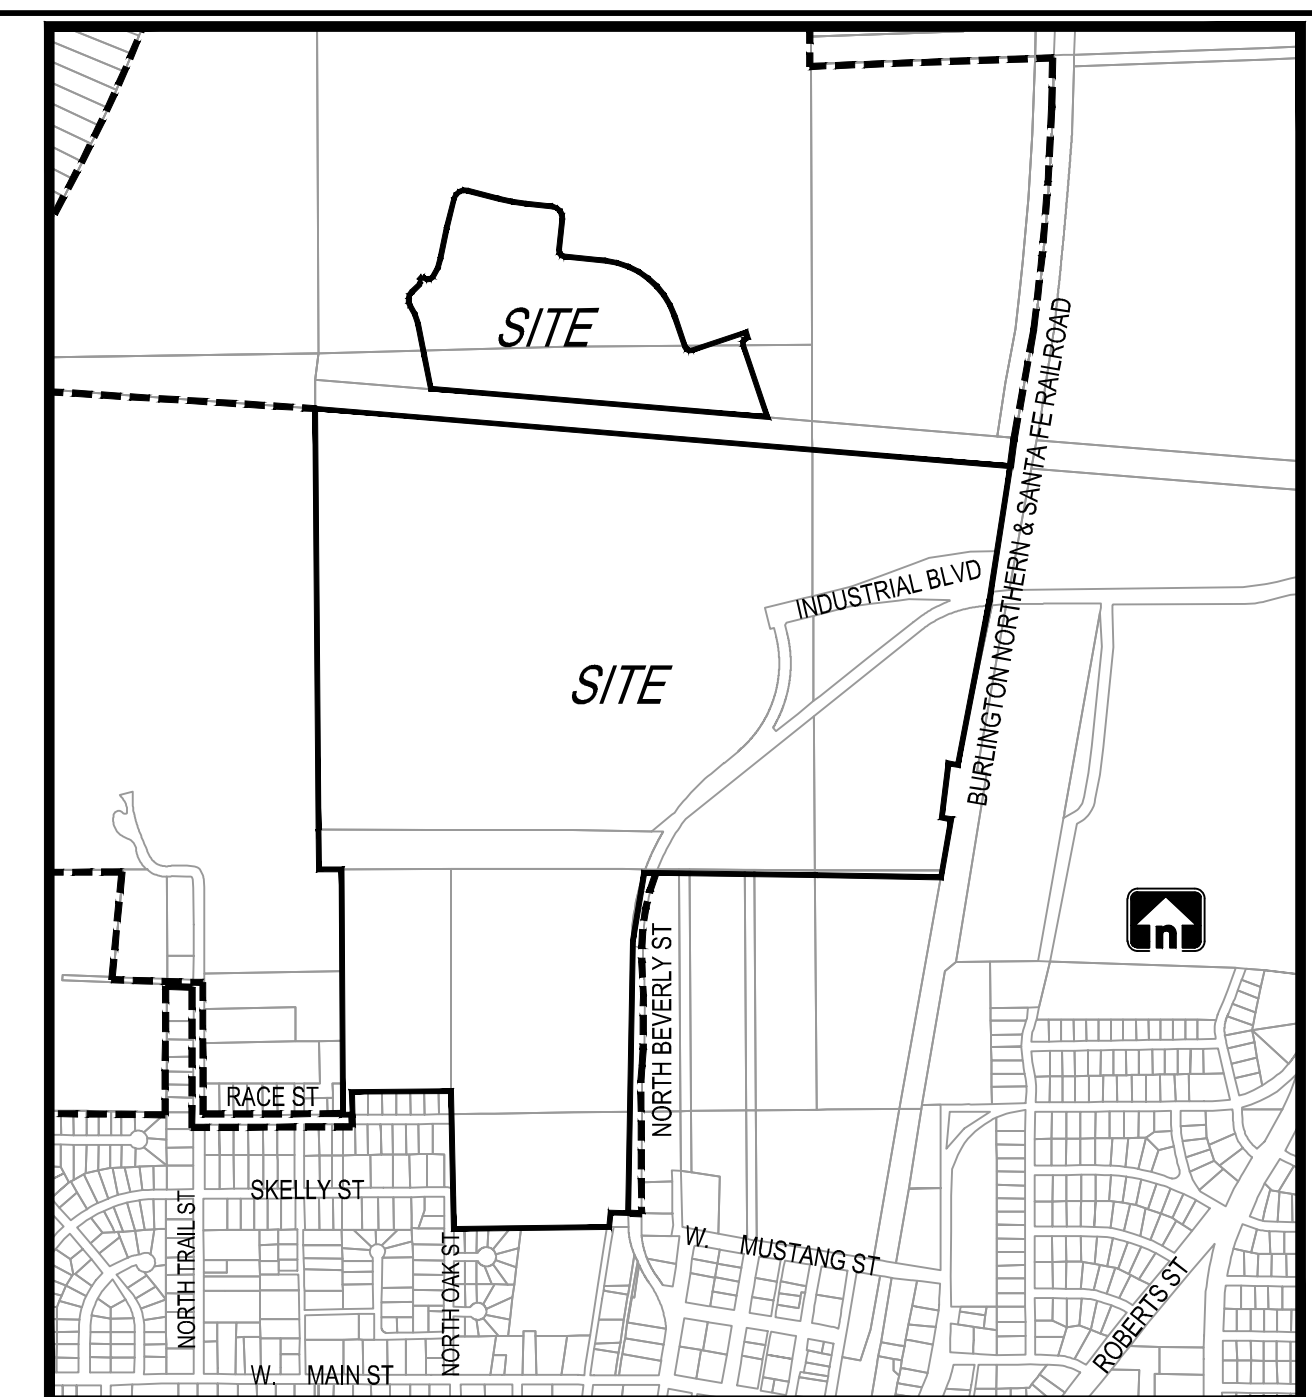 SITE
BURLINGTON NORTHERN & SANTA FE RAILROAD
INDUSTRIAL BLVD
SITE
n
NORTH BEVERLY ST
RACE ST
SKELLY ST
NORTH TRAIL ST
NORTH OAK ST
W. MUSTANG ST
ROBERTS ST
W. MAIN ST